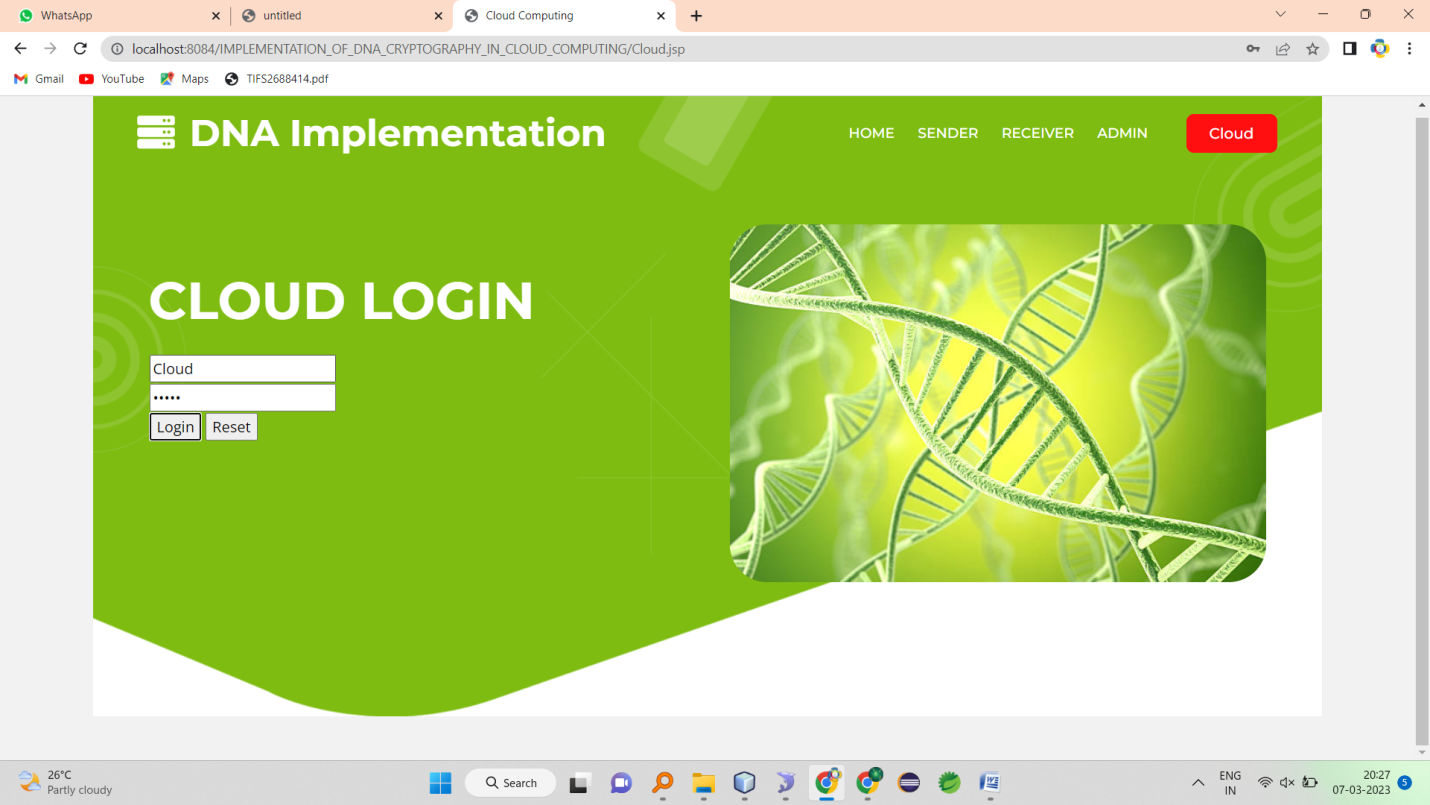 WhatsApp
untitled
Cloud Computing
localhost:8084/IMPLEMENTATION_OF_DNA_CRYPTOGRAPHY_IN_CLOUD_COMPUTING/Cloud.jsp
Gmail YouTube Maps TIFS2688414.pdf
DNA Implementation
HOME SENDER RECEIVER ADMIN Cloud
CLOUD LOGIN
Cloud
•••••
Login Reset
26°C
Partly cloudy
Search
W
ENG
IN
20:27
07-03-2023
5